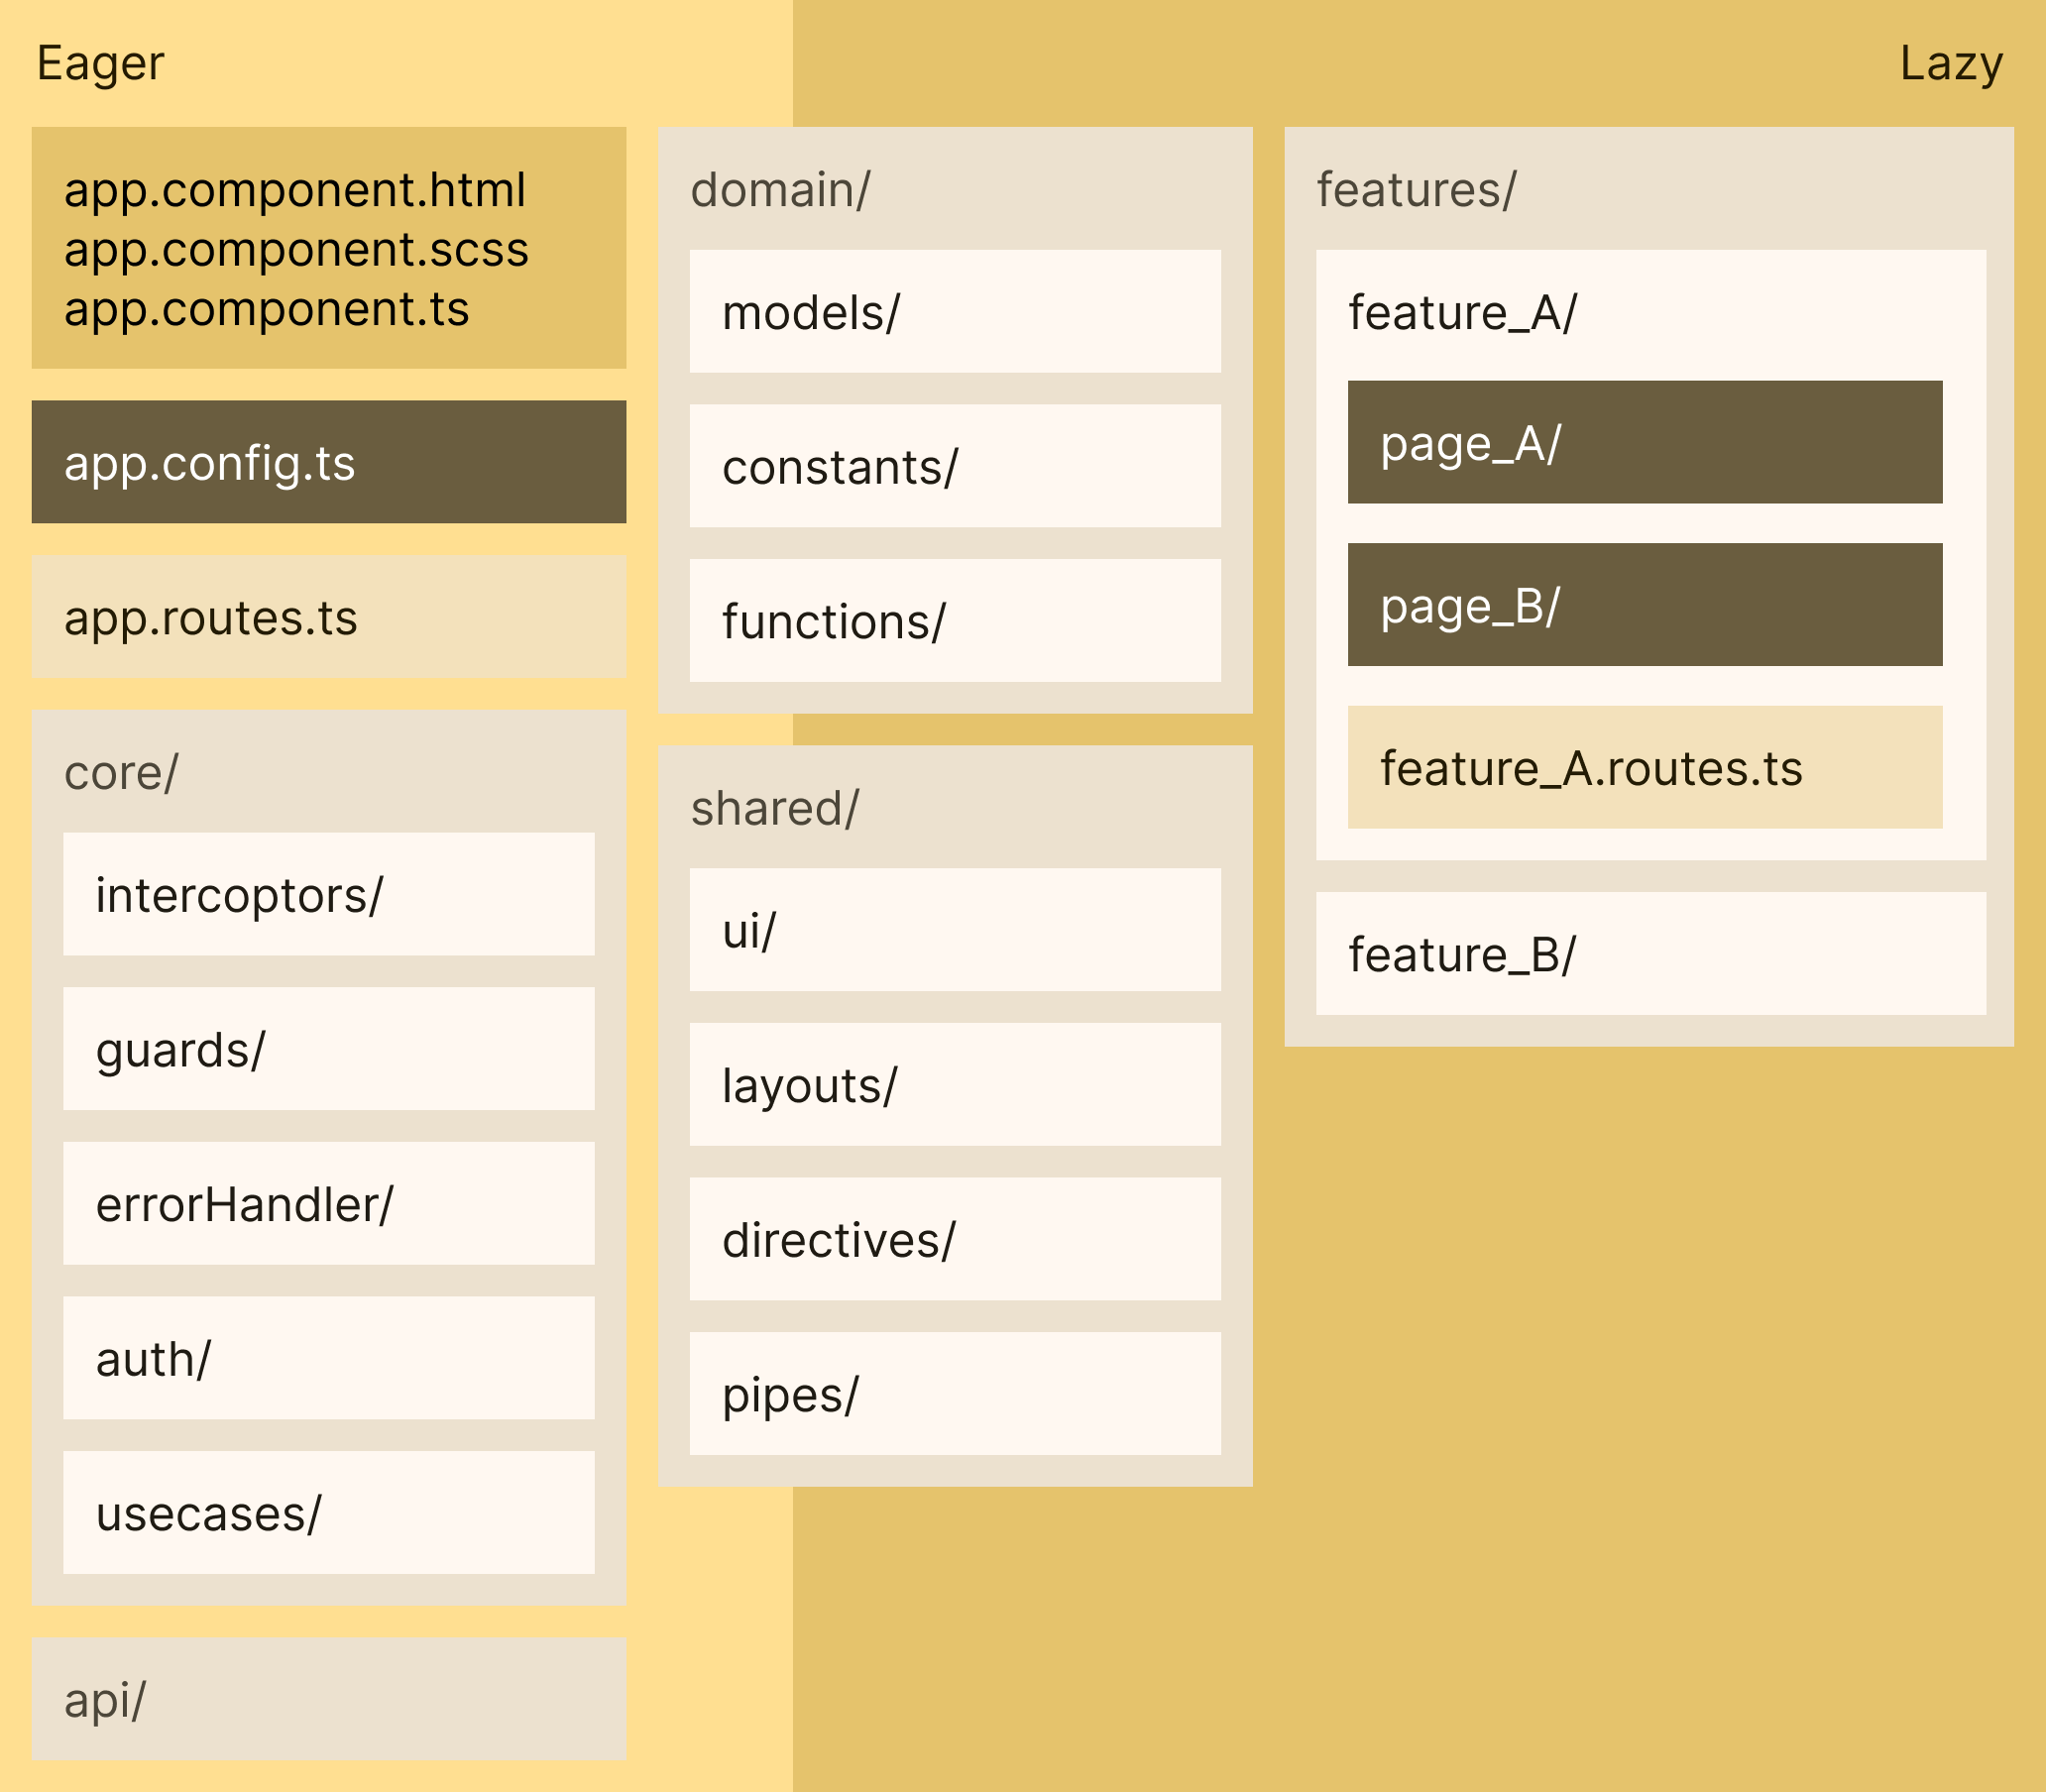 Eager
Lazy
app.component.html
app.component.scss
app.component.ts
app.config.ts
app.routes.ts
core/
intercoptors/
guards/
errorHandler/
auth/
usecases/
api/
domain/
models/
constants/
functions/
shared/
ui/
layouts/
directives/
pipes/
features/
feature_A/
page_A/
page_B/
feature_A.routes.ts
feature_B/